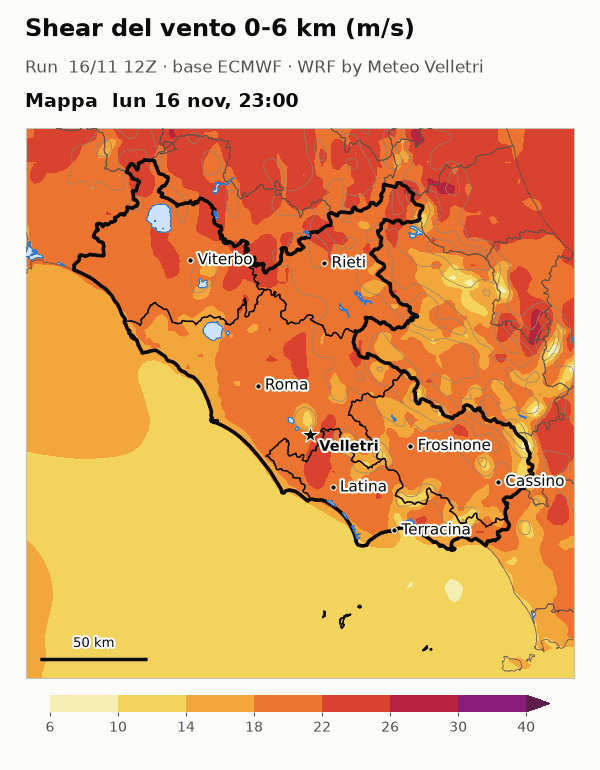 Shear del vento 0-6 km (m/s)
Run  16/11 12Z · base ECMWF · WRF by Meteo Velletri
Mappa  lun 16 nov, 23:00
Viterbo
Rieti
Roma
Velletri
Frosinone
Cassino
Latina
Terracina
50 km
6 10 14 18 22 26 30 40